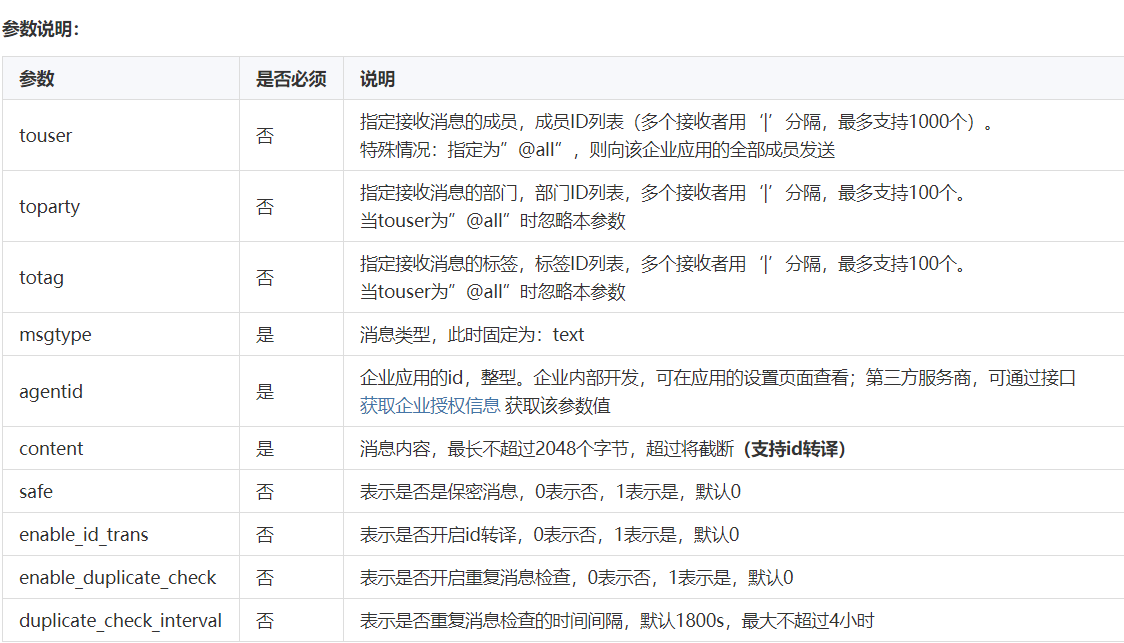 参数说明：
参数 是否必须 说明
touser 否 指定接收消息的成员，成员ID列表（多个接收者用‘|’分隔，最多支持1000个）。
特殊情况：指定为”@all”，则向该企业应用的全部成员发送
toparty 否 指定接收消息的部门，部门ID列表，多个接收者用‘|’分隔，最多支持100个。
当touser为”@all”时忽略本参数
totag 否 指定接收消息的标签，标签ID列表，多个接收者用‘|’分隔，最多支持100个。
当touser为”@all”时忽略本参数
msgtype 是 消息类型，此时固定为：text
agentid 是 企业应用的id，整型。企业内部开发，可在应用的设置页面查看；第三方服务商，可通过接口
获取企业授权信息 获取该参数值
content 是 消息内容，最长不超过2048个字节，超过将截断（支持id转译）
safe 否 表示是否是保密消息，0表示否，1表示是，默认0
enable_id_trans 否 表示是否开启id转译，0表示否，1表示是，默认0
enable_duplicate_check 否 表示是否开启重复消息检查，0表示否，1表示是，默认0
duplicate_check_interval 否 表示是否重复消息检查的时间间隔，默认1800s，最大不超过4小时